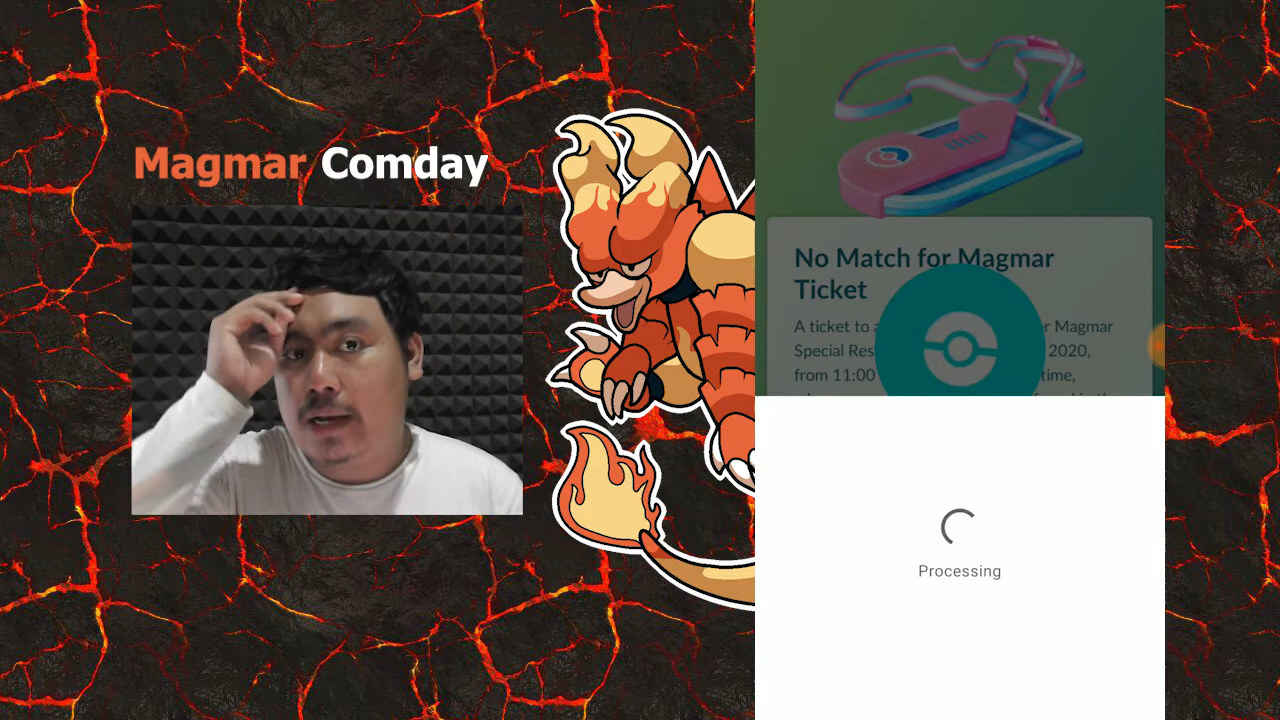 Magmar Comday
No Match for Magmar
Ticket
A ticket to r Magmar
Special Res 2020,
from 11:00 time,
Processing